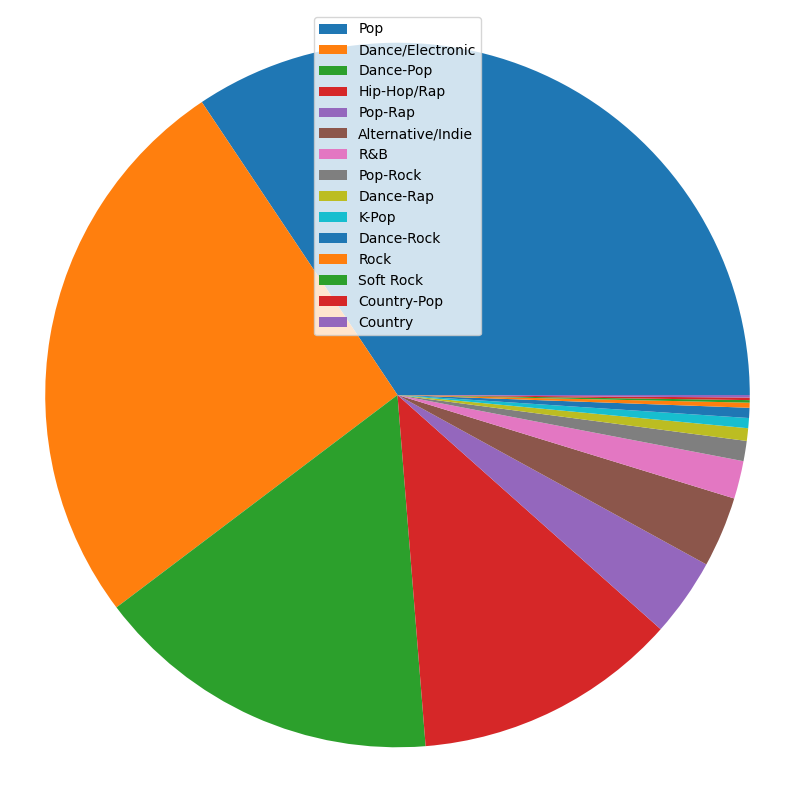 Pop
Dance/Electronic
Dance-Pop
Hip-Hop/Rap
Pop-Rap
Alternative/Indie
R&B
Pop-Rock
Dance-Rap
K-Pop
Dance-Rock
Rock
Soft Rock
Country-Pop
Country